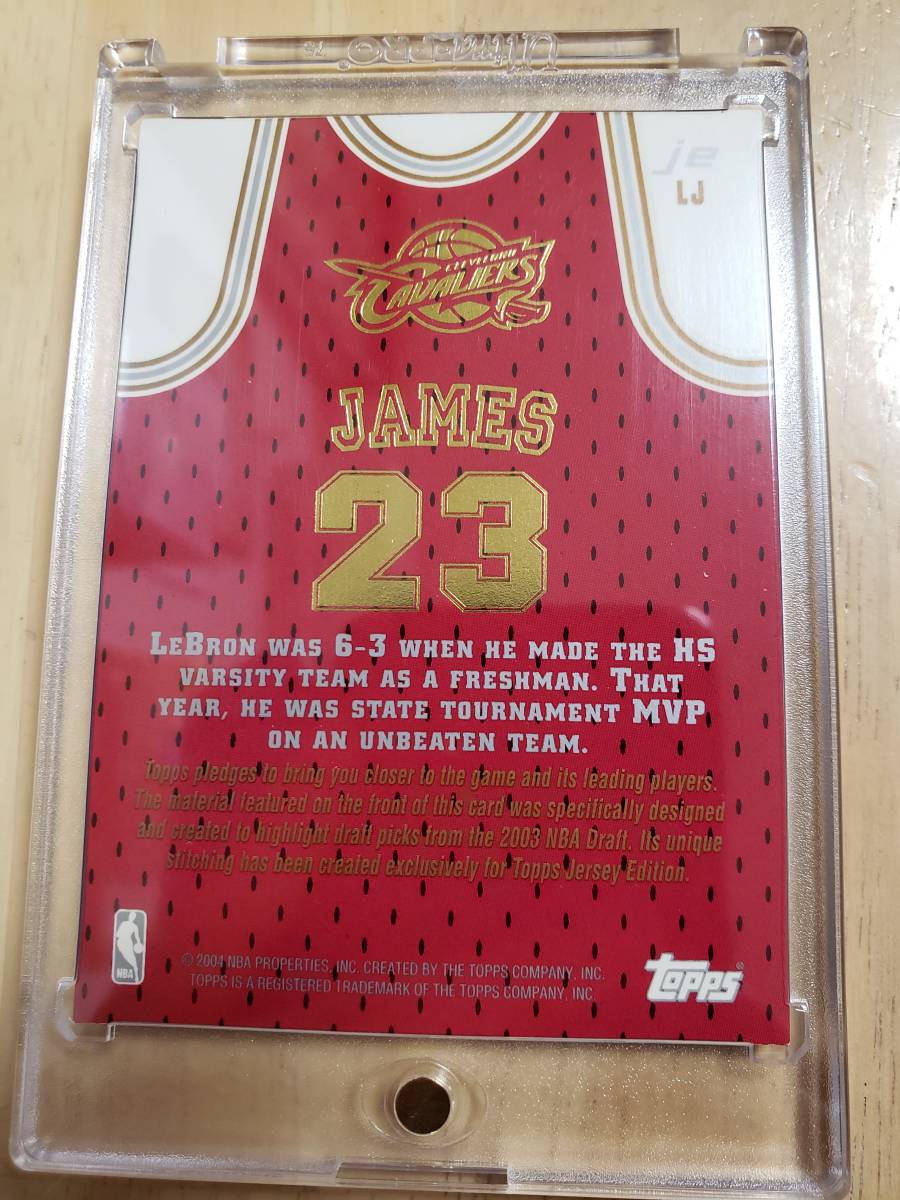 ULTRA•PRO®
je
LJ
CLEVELAND
CAVALIERS
JAMES
23
LEBRON WAS 6-3 WHEN HE MADE THE HS
VARSITY TEAM AS A FRESHMAN. THAT
YEAR, HE WAS STATE TOURNAMENT MVP
ON AN UNBEATEN TEAM.
Topps pledges to bring you closer to the game and its leading players.
The material featured on the front of this card was specifically designed
and created to highlight draft picks from the 2003 NBA Draft. Its unique
stitching has been created exclusively for Topps Jersey Edition.
NBA
© 2004 NBA PROPERTIES, INC. CREATED BY THE TOPPS COMPANY, INC.
TOPPS IS A REGISTERED TRADEMARK OF THE TOPPS COMPANY, INC.
topps®